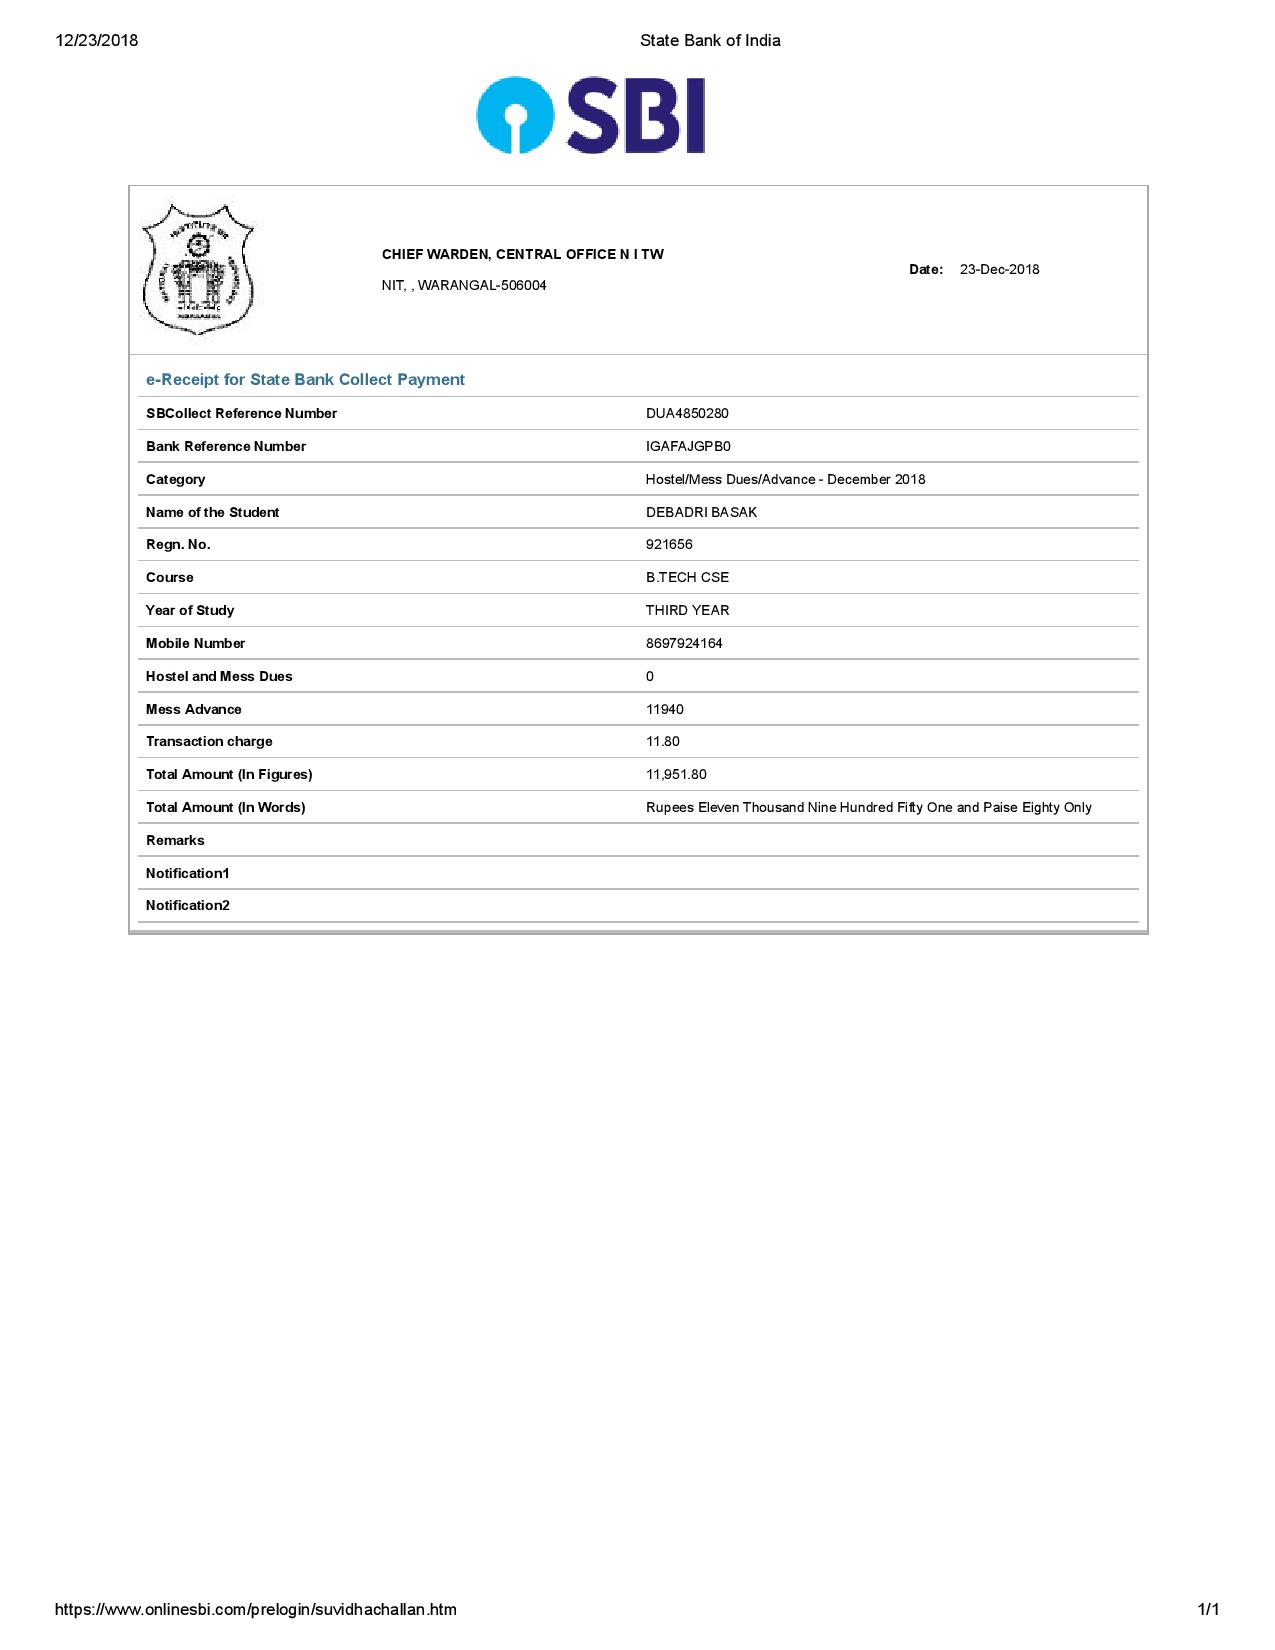 12/23/2018 State Bank of India
SBI
CHIEF WARDEN, CENTRAL OFFICE N I TW
NIT, , WARANGAL-506004
Date: 23-Dec-2018
e-Receipt for State Bank Collect Payment
SBCollect Reference Number DUA4850280
Bank Reference Number IGAFAJGPB0
Category Hostel/Mess Dues/Advance - December 2018
Name of the Student DEBADRI BASAK
Regn. No. 921656
Course B.TECH CSE
Year of Study THIRD YEAR
Mobile Number 8697924164
Hostel and Mess Dues 0
Mess Advance 11940
Transaction charge 11.80
Total Amount (In Figures) 11,951.80
Total Amount (In Words) Rupees Eleven Thousand Nine Hundred Fifty One and Paise Eighty Only
Remarks
Notification1
Notification2
https://www.onlinesbi.com/prelogin/suvidhachallan.htm 1/1